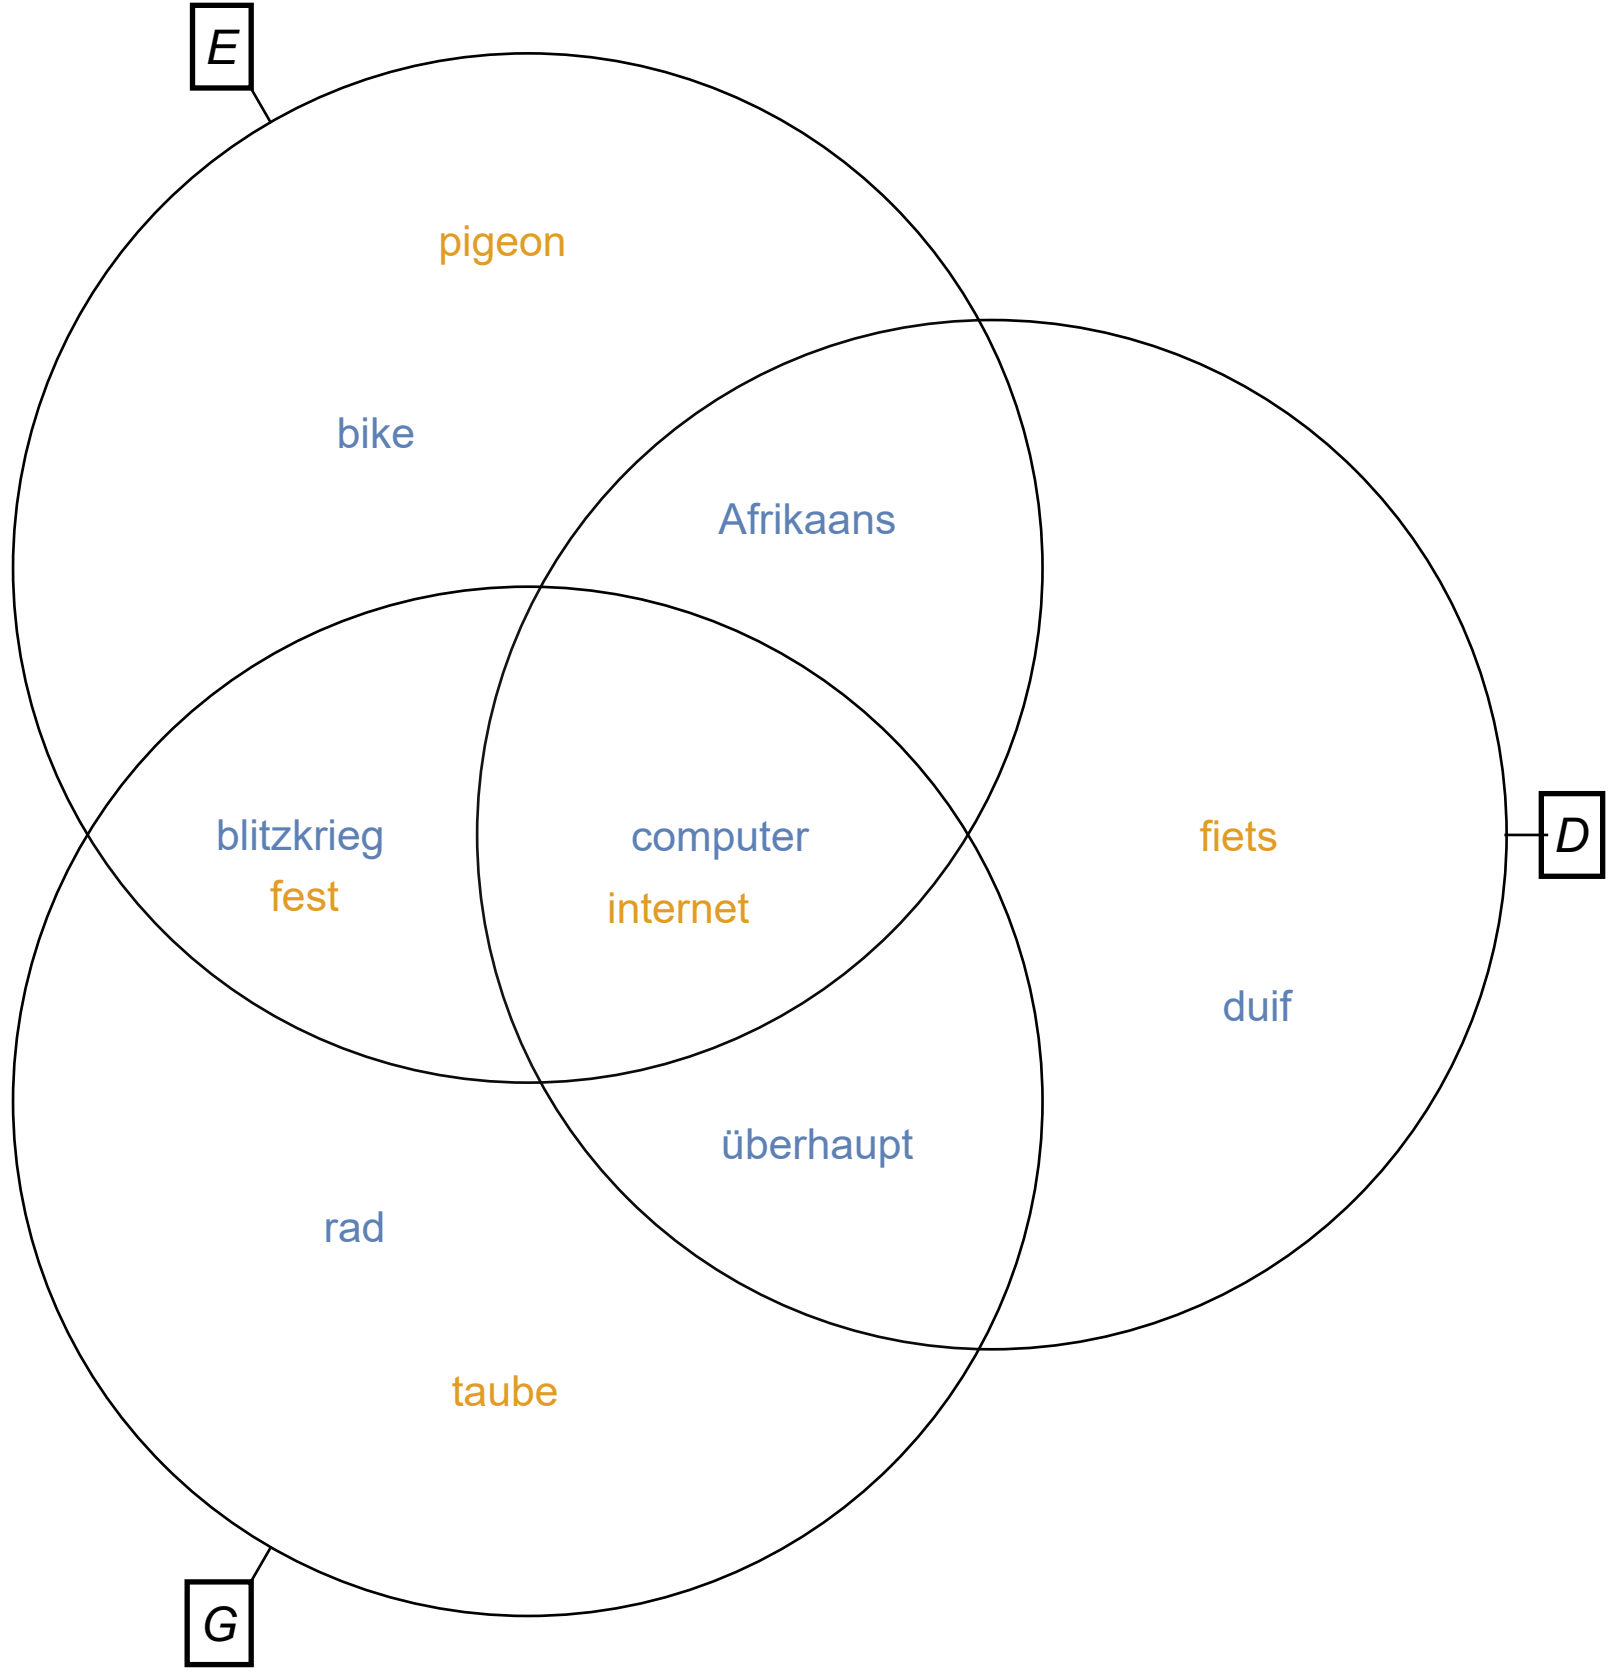 E
pigeon
bike
Afrikaans
blitzkrieg
computer
fiets
D
fest
internet
duif
überhaupt
rad
taube
G